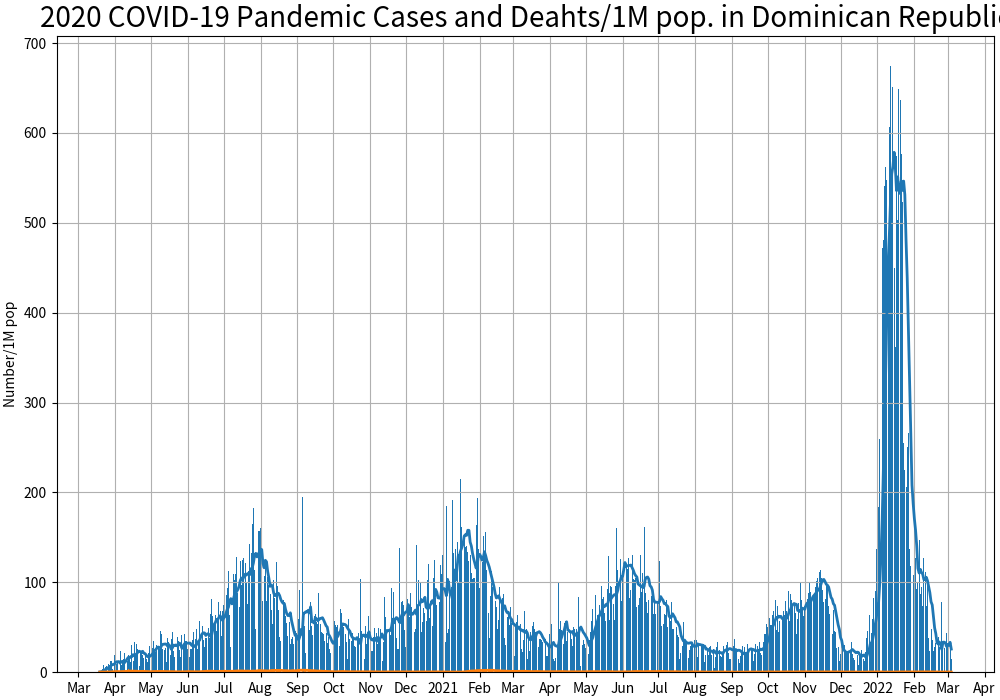 2020 COVID-19 Pandemic Cases and Deahts/1M pop. in Dominican Republic
Number/1M pop
700
600
500
400
300
200
100
0
Mar Apr May Jun Jul Aug Sep Oct Nov Dec 2021 Feb Mar Apr May Jun Jul Aug Sep Oct Nov Dec 2022 Feb Mar Apr